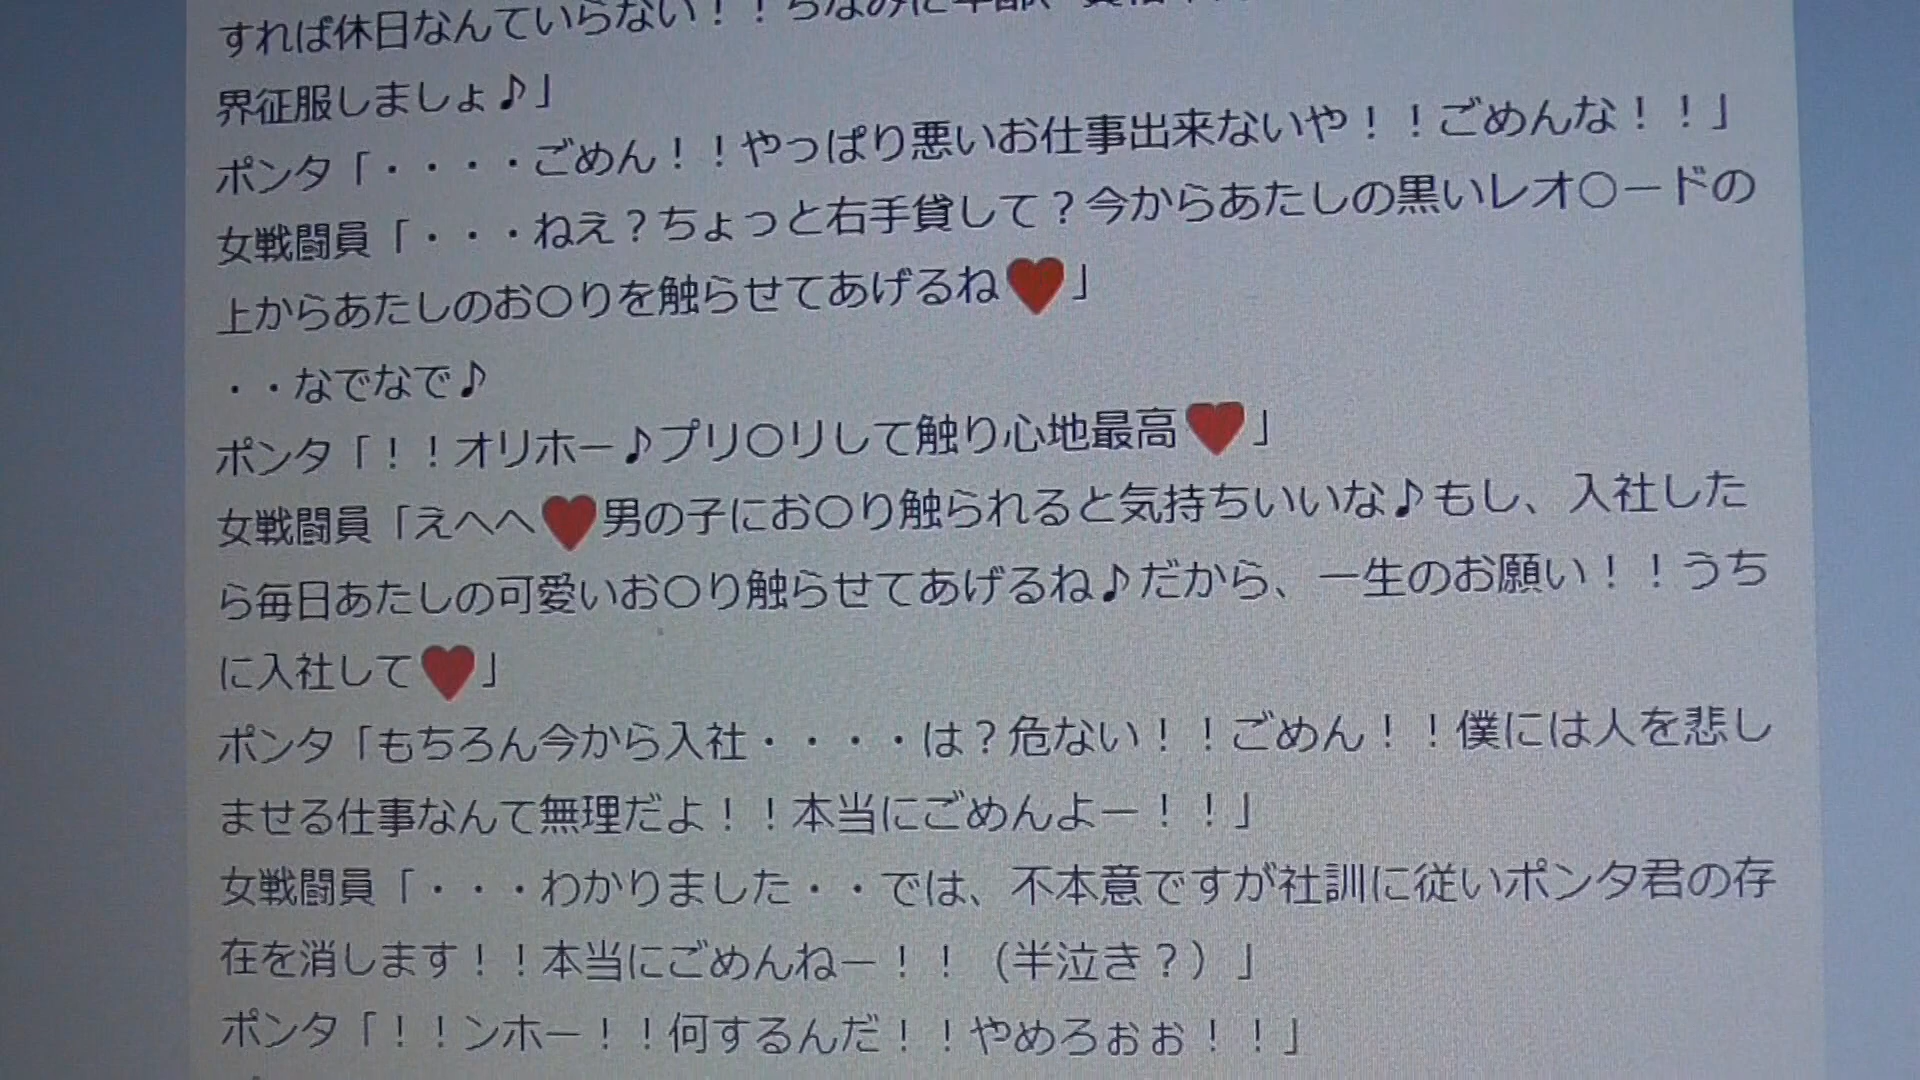 すれば休日なんていらない！！ちなみに
界征服しましょ♪」
ポンタ「・・・・ごめん！！やっぱり悪いお仕事出来ないや！！ごめんな！！」
女戦闘員「・・・ねえ？ちょっと右手貸して？今からあたしの黒いレオ〇ードの
上からあたしのお〇りを触らせてあげるね♥」
・・なでなで♪
ポンタ「！！オリホー♪プリ〇リして触り心地最高♥」
女戦闘員「えへへ♥男の子にお〇り触られると気持ちいいな♪もし、入社した
ら毎日あたしの可愛いお〇り触らせてあげるね♪だから、一生のお願い！！うち
に入社して♥」
ポンタ「もちろん今から入社・・・・は？危ない！！ごめん！！僕には人を悲し
ませる仕事なんて無理だよ！！本当にごめんよー！！」
女戦闘員「・・・わかりました・・では、不本意ですが社訓に従いポンタ君の存
在を消します！！本当にごめんねー！！（半泣き？）」
ポンタ「！！ンホー！！何するんだ！！やめろぉぉ！！」